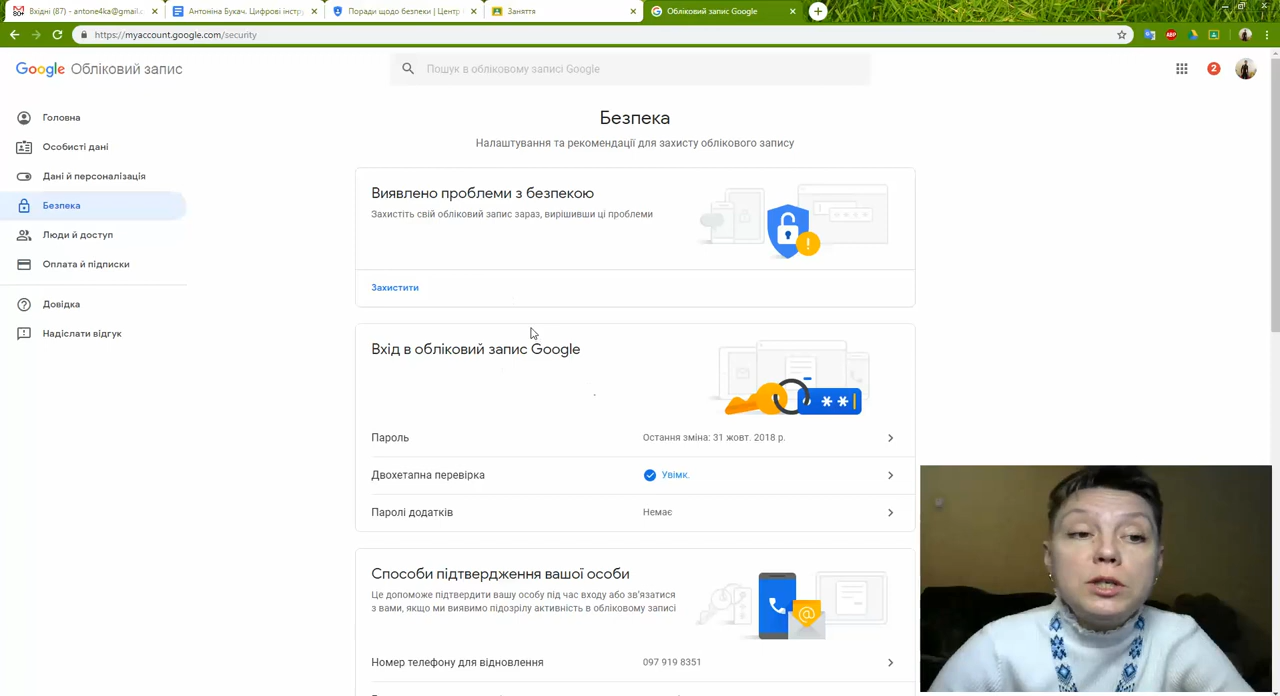 Вхідні (87) - antone4ka@gmail.c
Антоніна Букач. Цифрові інстр
Поради щодо безпеки | Центр
Заняття
Обліковий запис Google
https://myaccount.google.com/security
ABP
Google Обліковий запис
Пошук в обліковому записі Google
2
Головна
Особисті дані
Дані й персоналізація
Безпека
Люди й доступ
Оплата й підписки
Довідка
Надіслати відгук
Безпека
Налаштування та рекомендації для захисту облікового запису
Виявлено проблеми з безпекою
Захистіть свій обліковий запис зараз, вирішивши ці проблеми
Захистити
Вхід в обліковий запис Google
Пароль
Остання зміна: 31 жовт. 2018 р.
Двохетапна перевірка
Увімк.
Паролі додатків
Немає
Способи підтвердження вашої особи
Це допоможе підтвердити вашу особу під час входу або зв'язатися
з вами, якщо ми виявимо підозрілу активність в обліковому записі
Номер телефону для відновлення
097 919 8351